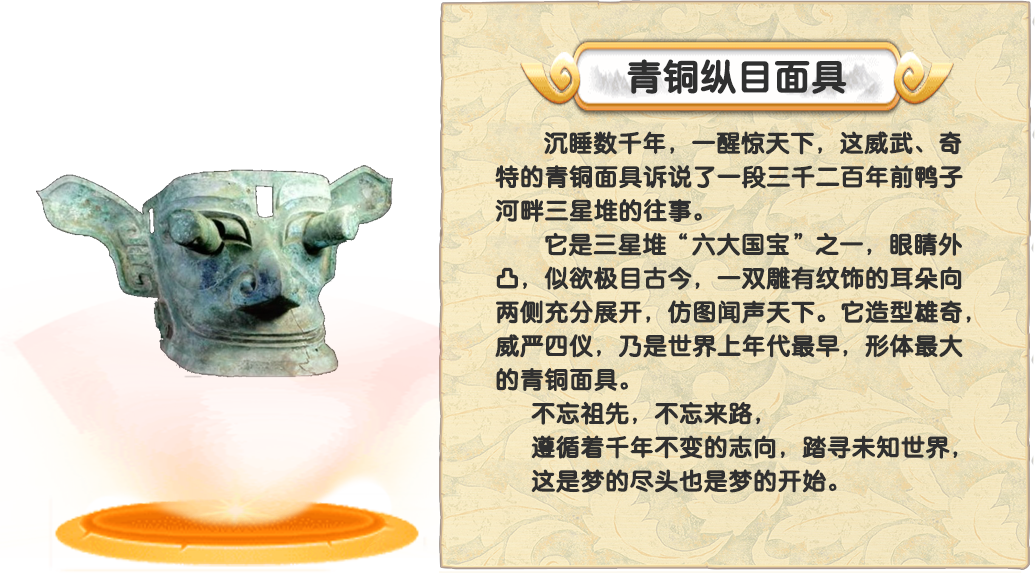 青铜纵目面具
沉睡数千年，一醒惊天下，这威武、奇
特的青铜面具诉说了一段三千二百年前鸭子
河畔三星堆的往事。
它是三星堆“六大国宝”之一，眼睛外
凸，似欲极目古今，一双雕有纹饰的耳朵向
两侧充分展开，仿图闻声天下。它造型雄奇，
威严四仪，乃是世界上年代最早，形体最大
的青铜面具。
不忘祖先，不忘来路，
遵循着千年不变的志向，踏寻未知世界，
这是梦的尽头也是梦的开始。